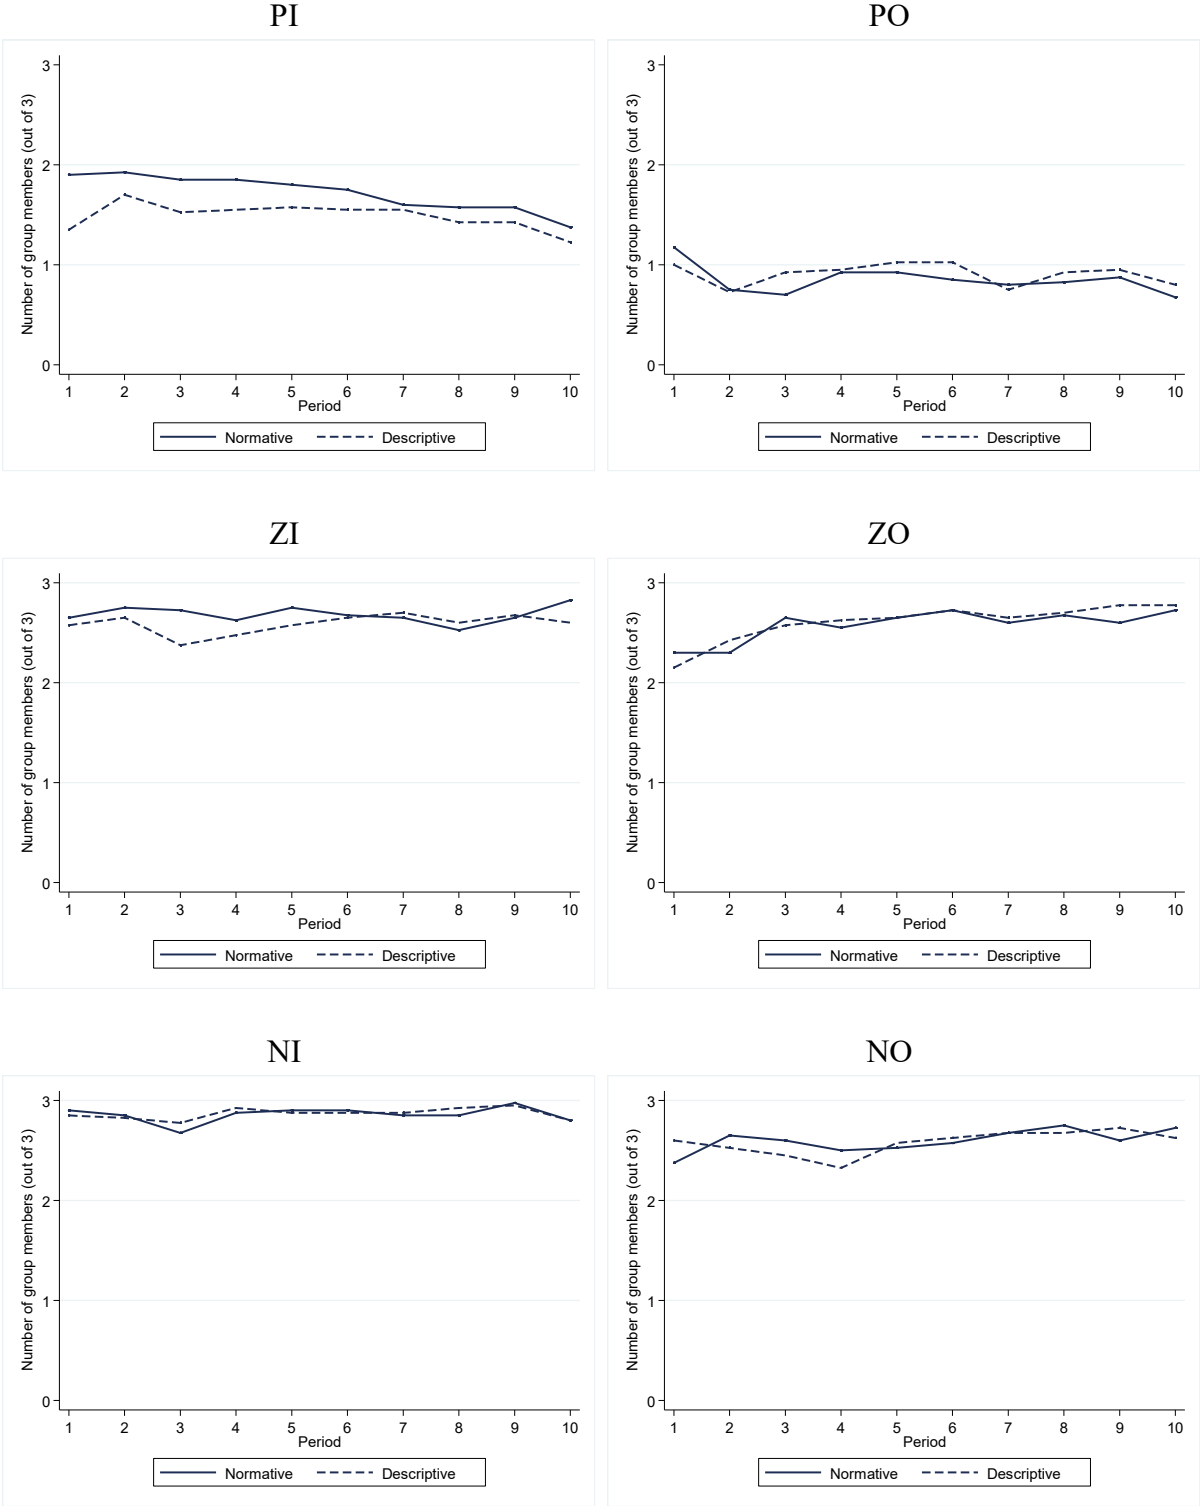 PI
Number of group members (out of 3)
3
2
1
0
1 2 3 4 5 6 7 8 9 10
Period
Normative Descriptive
PO
Number of group members (out of 3)
3
2
1
0
1 2 3 4 5 6 7 8 9 10
Period
Normative Descriptive
ZI
Number of group members (out of 3)
3
2
1
0
1 2 3 4 5 6 7 8 9 10
Period
Normative Descriptive
ZO
Number of group members (out of 3)
3
2
1
0
1 2 3 4 5 6 7 8 9 10
Period
Normative Descriptive
NI
Number of group members (out of 3)
3
2
1
0
1 2 3 4 5 6 7 8 9 10
Period
Normative Descriptive
NO
Number of group members (out of 3)
3
2
1
0
1 2 3 4 5 6 7 8 9 10
Period
Normative Descriptive